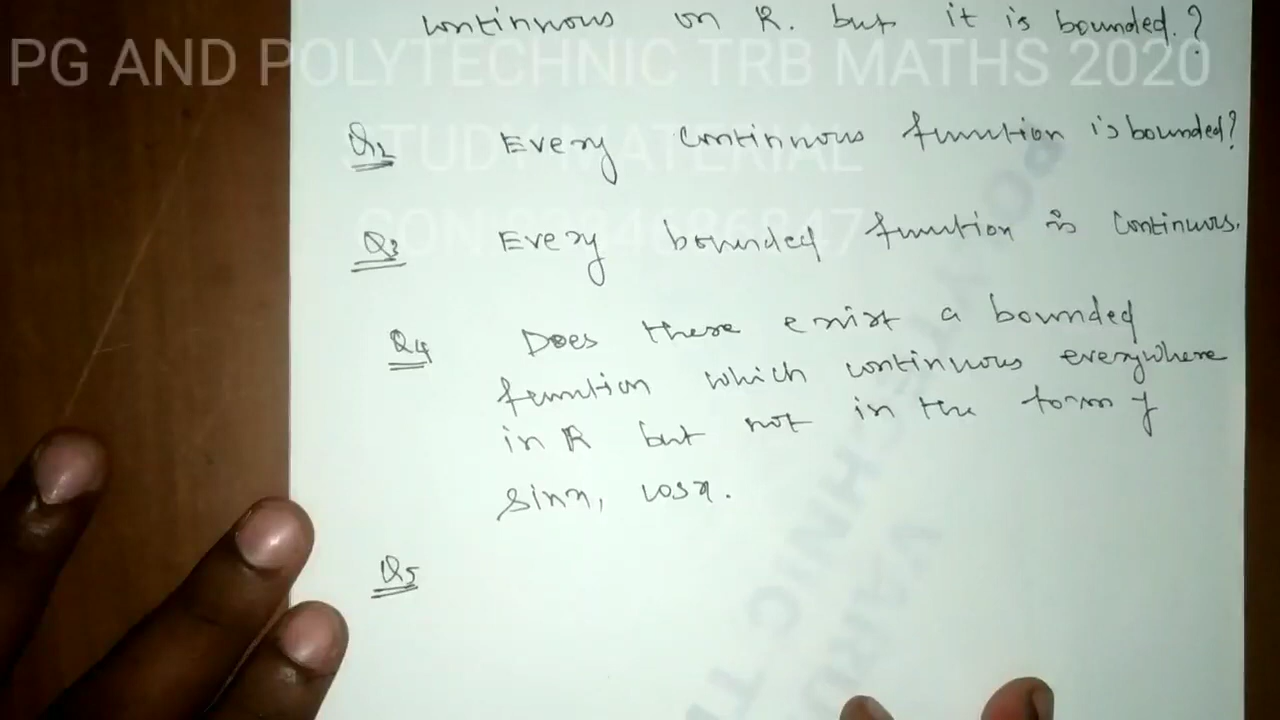 continuous on R. but it is bounded.?
PG AND POLYTECHNIC TRB MATHS 2020
STUDY MATERIAL
Q2 Every continuous function is bounded?
Q3 Every bounded function is continuous.
Q4 Does there exist a bounded
function which continuous everywhere
in R but not in the form of
sinx, cosx.
Q5